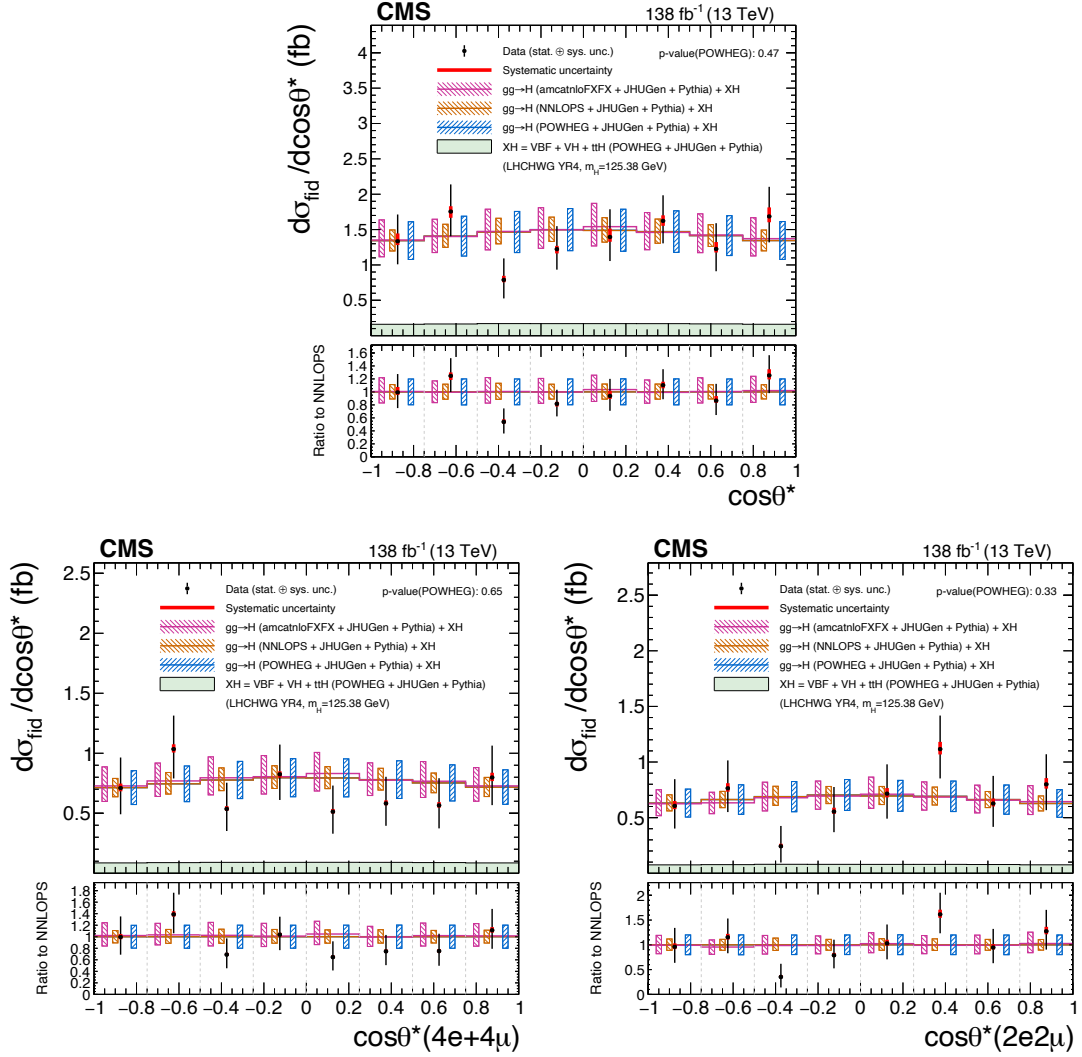 CMS 138 fb⁻¹ (13 TeV)
Data (stat. ⊕ sys. unc.) p-value(POWHEG): 0.47
Systematic uncertainty
gg→H (amcatnloFXFX + JHUGen + Pythia) + XH
gg→H (NNLOPS + JHUGen + Pythia) + XH
gg→H (POWHEG + JHUGen + Pythia) + XH
XH = VBF + VH + ttH (POWHEG + JHUGen + Pythia)
(LHCHWG YR4, m_H=125.38 GeV)
dσ_fid /dcosθ* (fb)
4
3.5
3
2.5
2
1.5
1
0.5
Ratio to NNLOPS
1.6
1.4
1.2
1
0.8
0.6
0.4
0.2
0
−1 −0.8 −0.6 −0.4 −0.2 0 0.2 0.4 0.6 0.8 1
cosθ*
CMS 138 fb⁻¹ (13 TeV)
Data (stat. ⊕ sys. unc.) p-value(POWHEG): 0.65
Systematic uncertainty
gg→H (amcatnloFXFX + JHUGen + Pythia) + XH
gg→H (NNLOPS + JHUGen + Pythia) + XH
gg→H (POWHEG + JHUGen + Pythia) + XH
XH = VBF + VH + ttH (POWHEG + JHUGen + Pythia)
(LHCHWG YR4, m_H=125.38 GeV)
dσ_fid /dcosθ* (fb)
2.5
2
1.5
1
0.5
Ratio to NNLOPS
1.8
1.6
1.4
1.2
1
0.8
0.6
0.4
0.2
0
−1 −0.8 −0.6 −0.4 −0.2 0 0.2 0.4 0.6 0.8 1
cosθ*(4e+4μ)
CMS 138 fb⁻¹ (13 TeV)
Data (stat. ⊕ sys. unc.) p-value(POWHEG): 0.33
Systematic uncertainty
gg→H (amcatnloFXFX + JHUGen + Pythia) + XH
gg→H (NNLOPS + JHUGen + Pythia) + XH
gg→H (POWHEG + JHUGen + Pythia) + XH
XH = VBF + VH + ttH (POWHEG + JHUGen + Pythia)
(LHCHWG YR4, m_H=125.38 GeV)
dσ_fid /dcosθ* (fb)
2.5
2
1.5
1
0.5
Ratio to NNLOPS
2
1.5
1
0.5
0
−1 −0.8 −0.6 −0.4 −0.2 0 0.2 0.4 0.6 0.8 1
cosθ*(2e2μ)